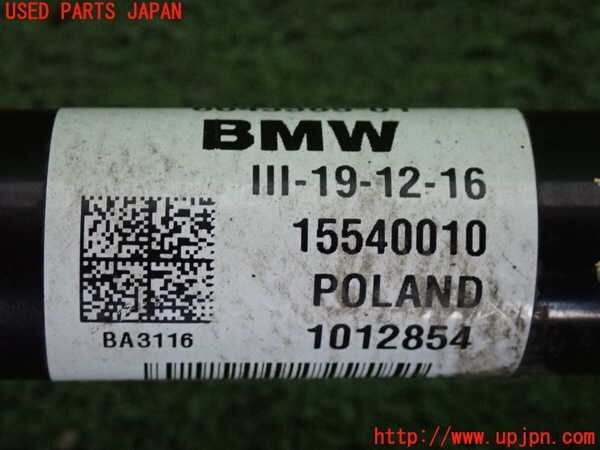 USED PARTS JAPAN
BMW
III-19-12-16
15540010
POLAND
BA3116
1012854
http://www.upjpn.com